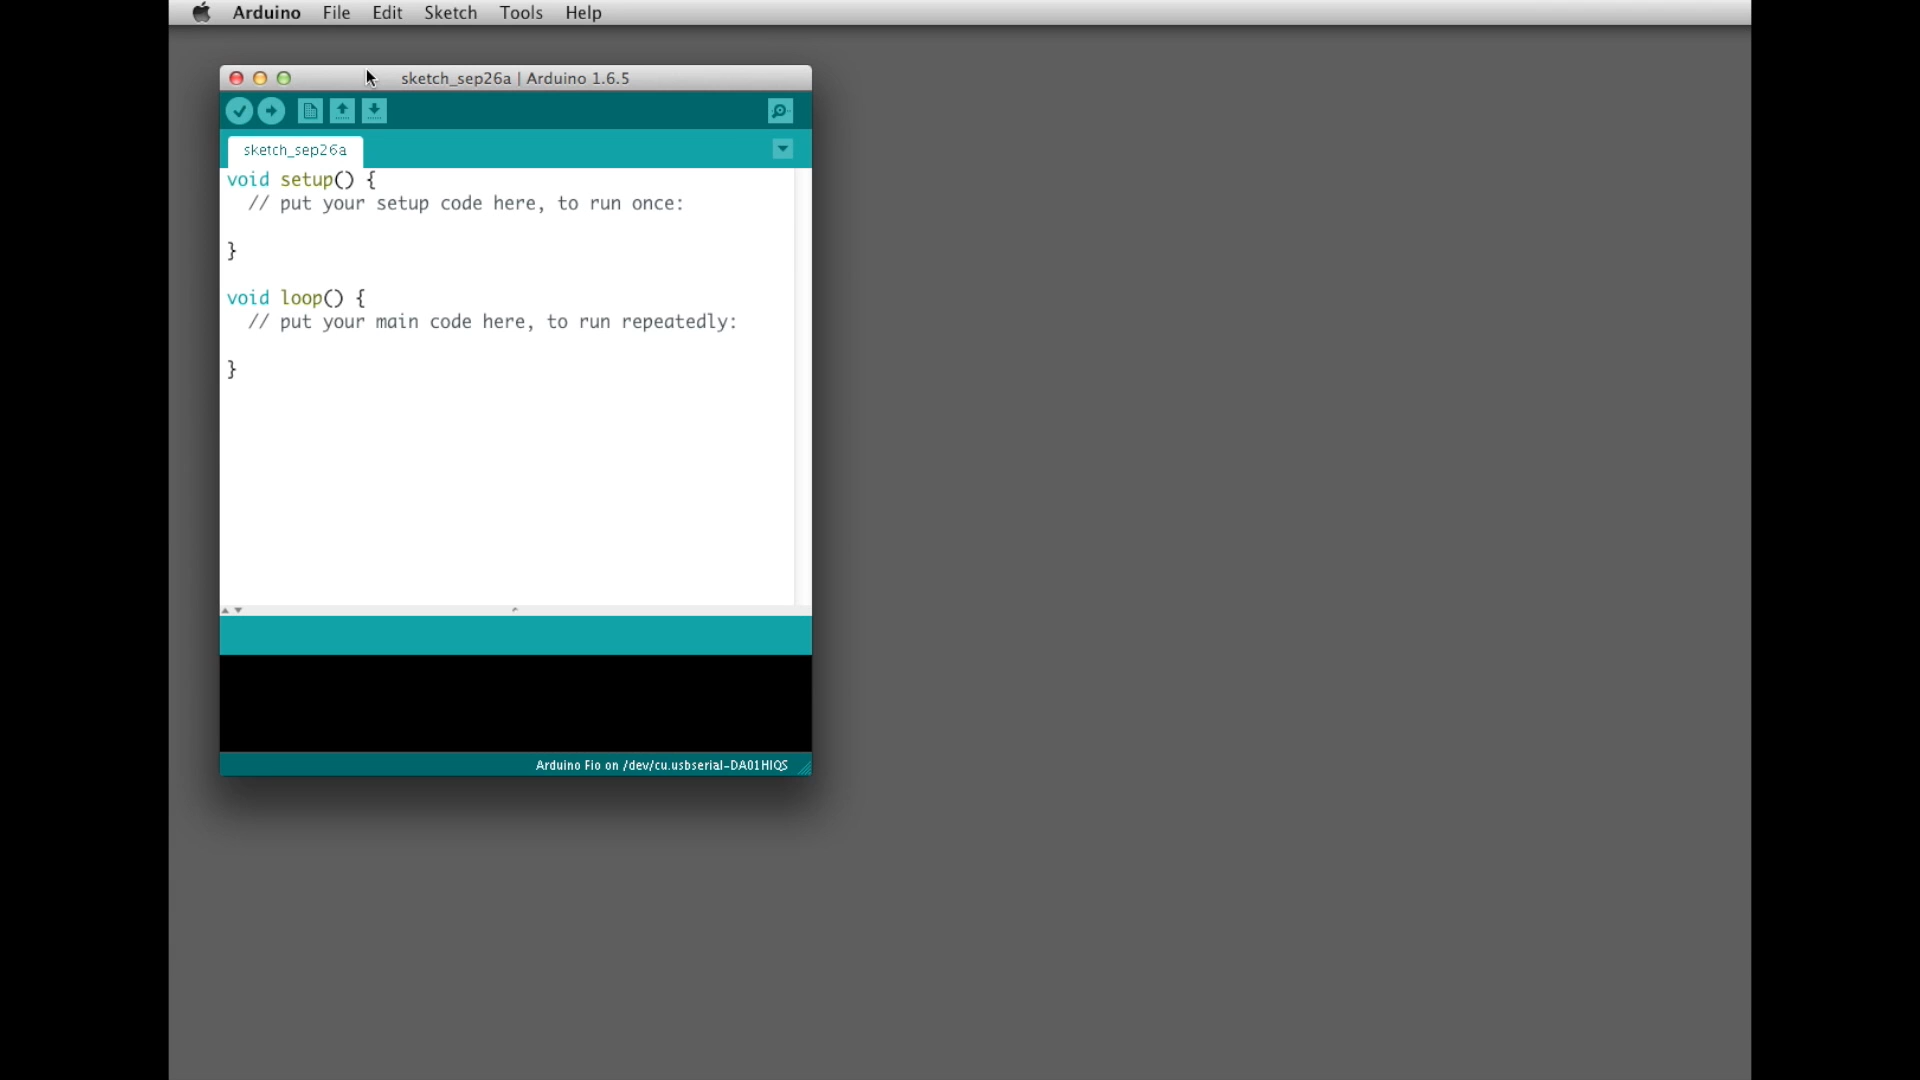 Arduino File Edit Sketch Tools Help
sketch_sep26a | Arduino 1.6.5
sketch_sep26a
void setup() {
  // put your setup code here, to run once:
}
void loop() {
  // put your main code here, to run repeatedly:
}
Arduino Fio on /dev/cu.usbserial-DA01HIQS